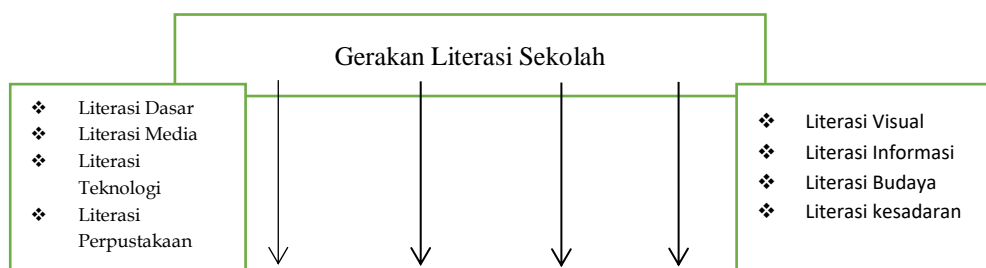 Gerakan Literasi Sekolah
❖ Literasi Dasar
❖ Literasi Media
❖ Literasi
Teknologi
❖ Literasi
Perpustakaan
❖ Literasi Visual
❖ Literasi Informasi
❖ Literasi Budaya
❖ Literasi kesadaran